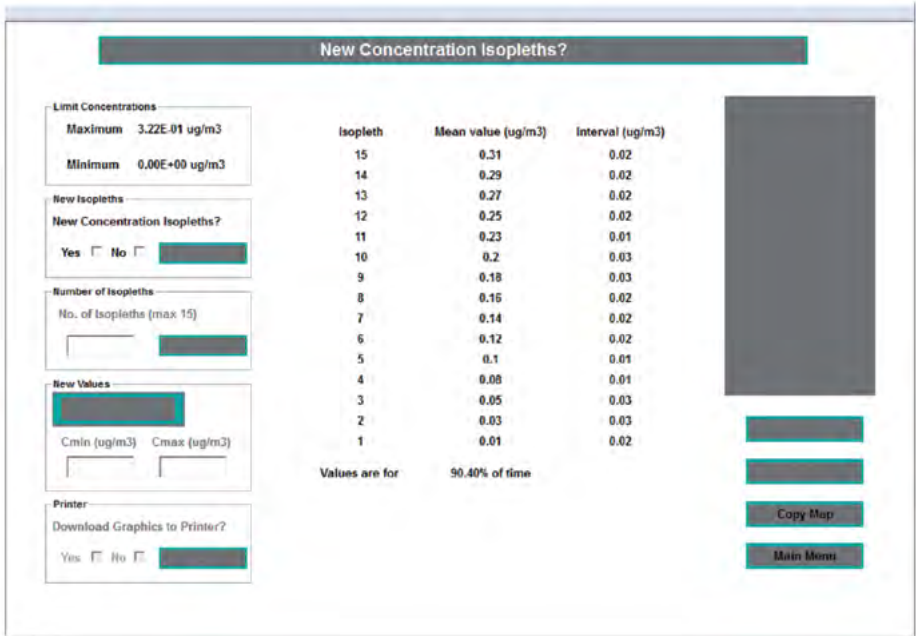 New Concentration Isopleths?
Limit Concentrations
Maximum 3.22E-01 ug/m3
Minimum 0.00E+00 ug/m3
New Isopleths
New Concentration Isopleths?
Yes No
Number of Isopleths
No. of Isopleths (max 15)
New Values
Cmin (ug/m3) Cmax (ug/m3)
Printer
Download Graphics to Printer?
Yes No
Isopleth Mean value (ug/m3) Interval (ug/m3)
15 0.31 0.02
14 0.29 0.02
13 0.27 0.02
12 0.25 0.02
11 0.23 0.01
10 0.2 0.03
9 0.18 0.03
8 0.16 0.02
7 0.14 0.02
6 0.12 0.02
5 0.1 0.01
4 0.08 0.01
3 0.05 0.03
2 0.03 0.03
1 0.01 0.02
Values are for 90.40% of time
Copy Map
Main Menu